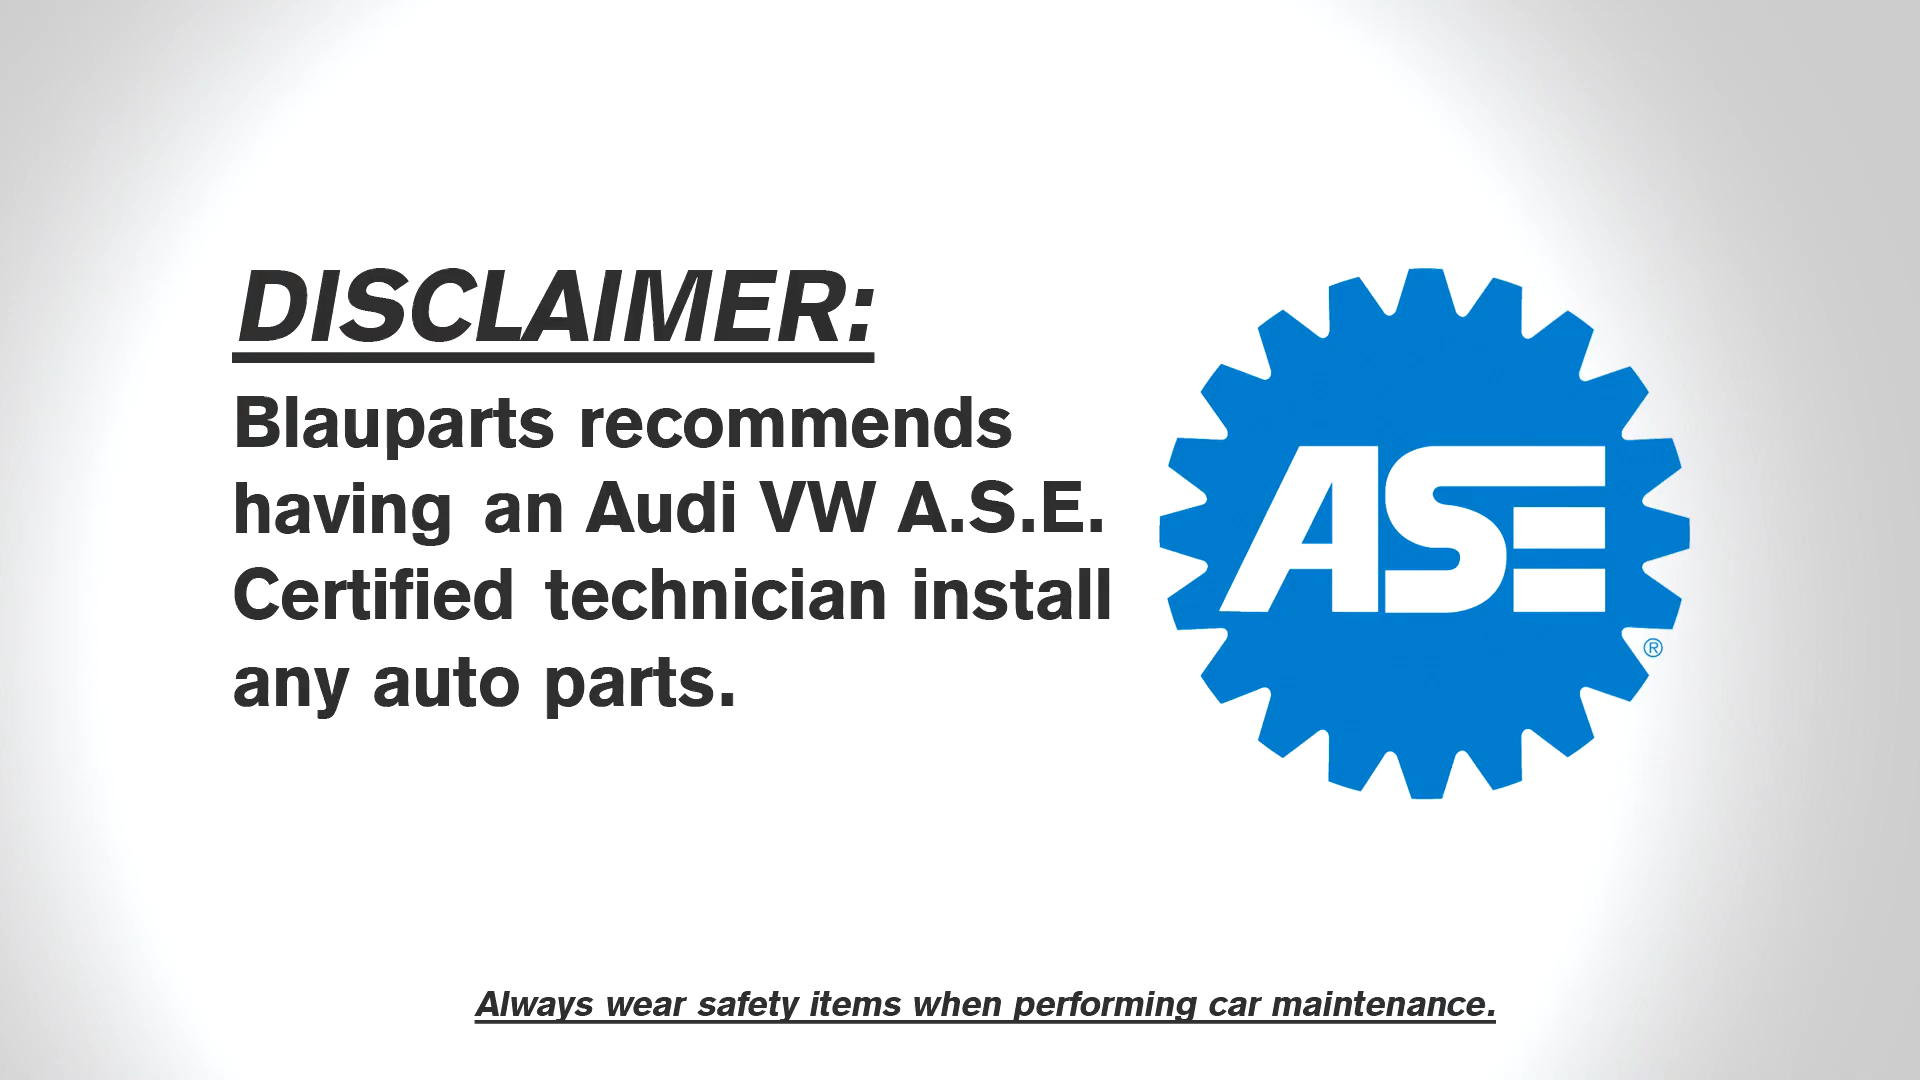 DISCLAIMER:
Blauparts recommends
having an Audi VW A.S.E.
Certified technician install
any auto parts.
ASE
®
Always wear safety items when performing car maintenance.